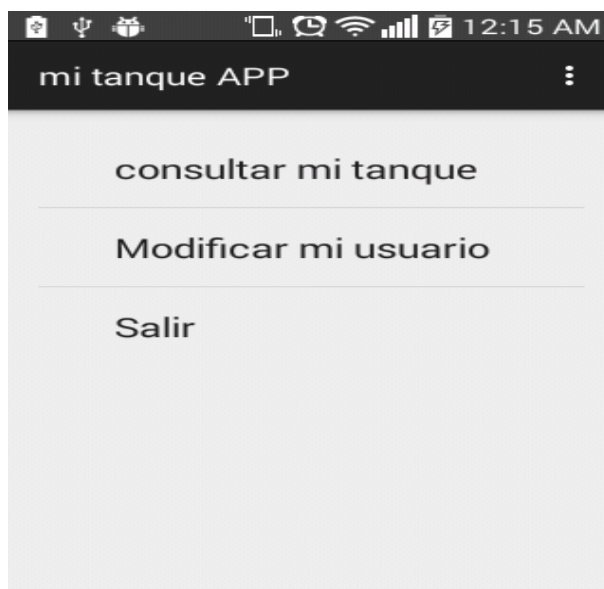 12:15 AM
mi tanque APP
consultar mi tanque
Modificar mi usuario
Salir